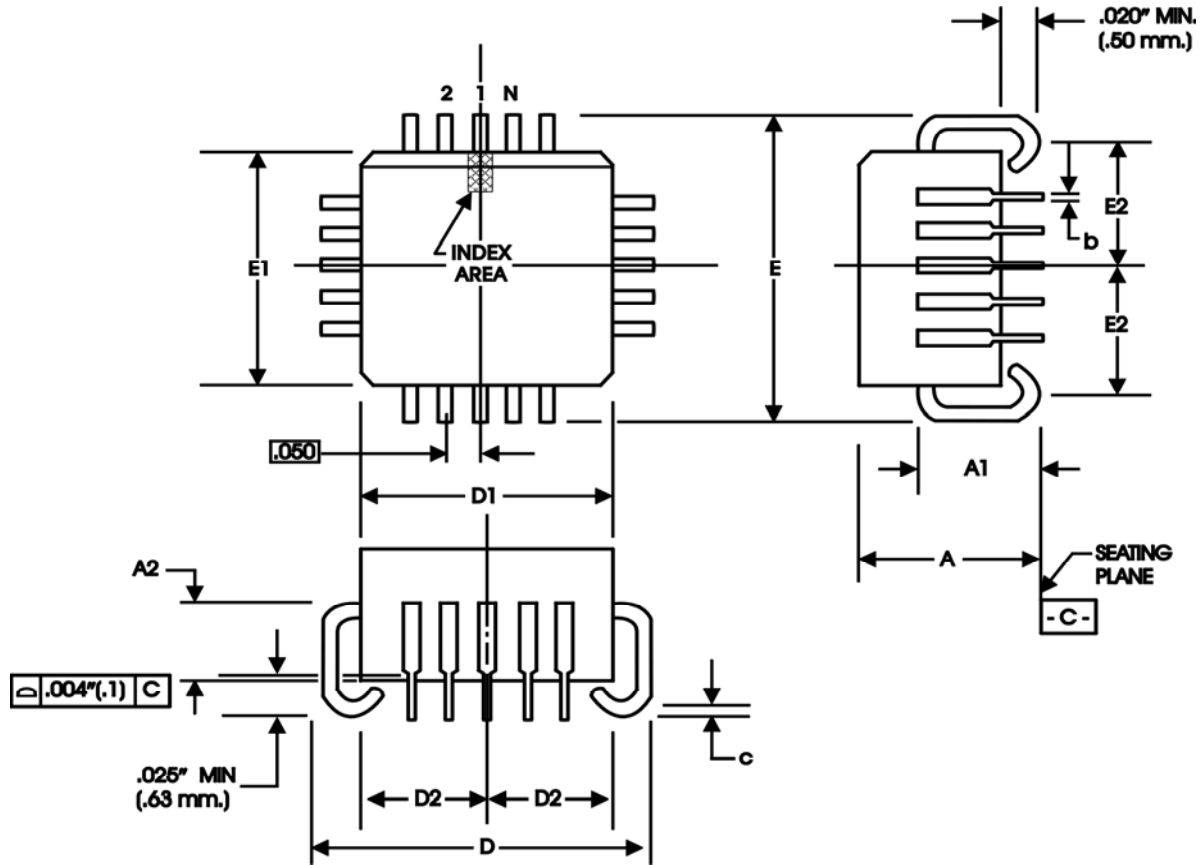 .020" MIN.
(.50 mm.)
2 1 N
E1
INDEX
AREA
E
E2
b
E2
.050
D1
A1
A
SEATING
PLANE
- C -
A2
⌓ .004"(.1) C
.025" MIN
(.63 mm.)
c
D2 D2
D